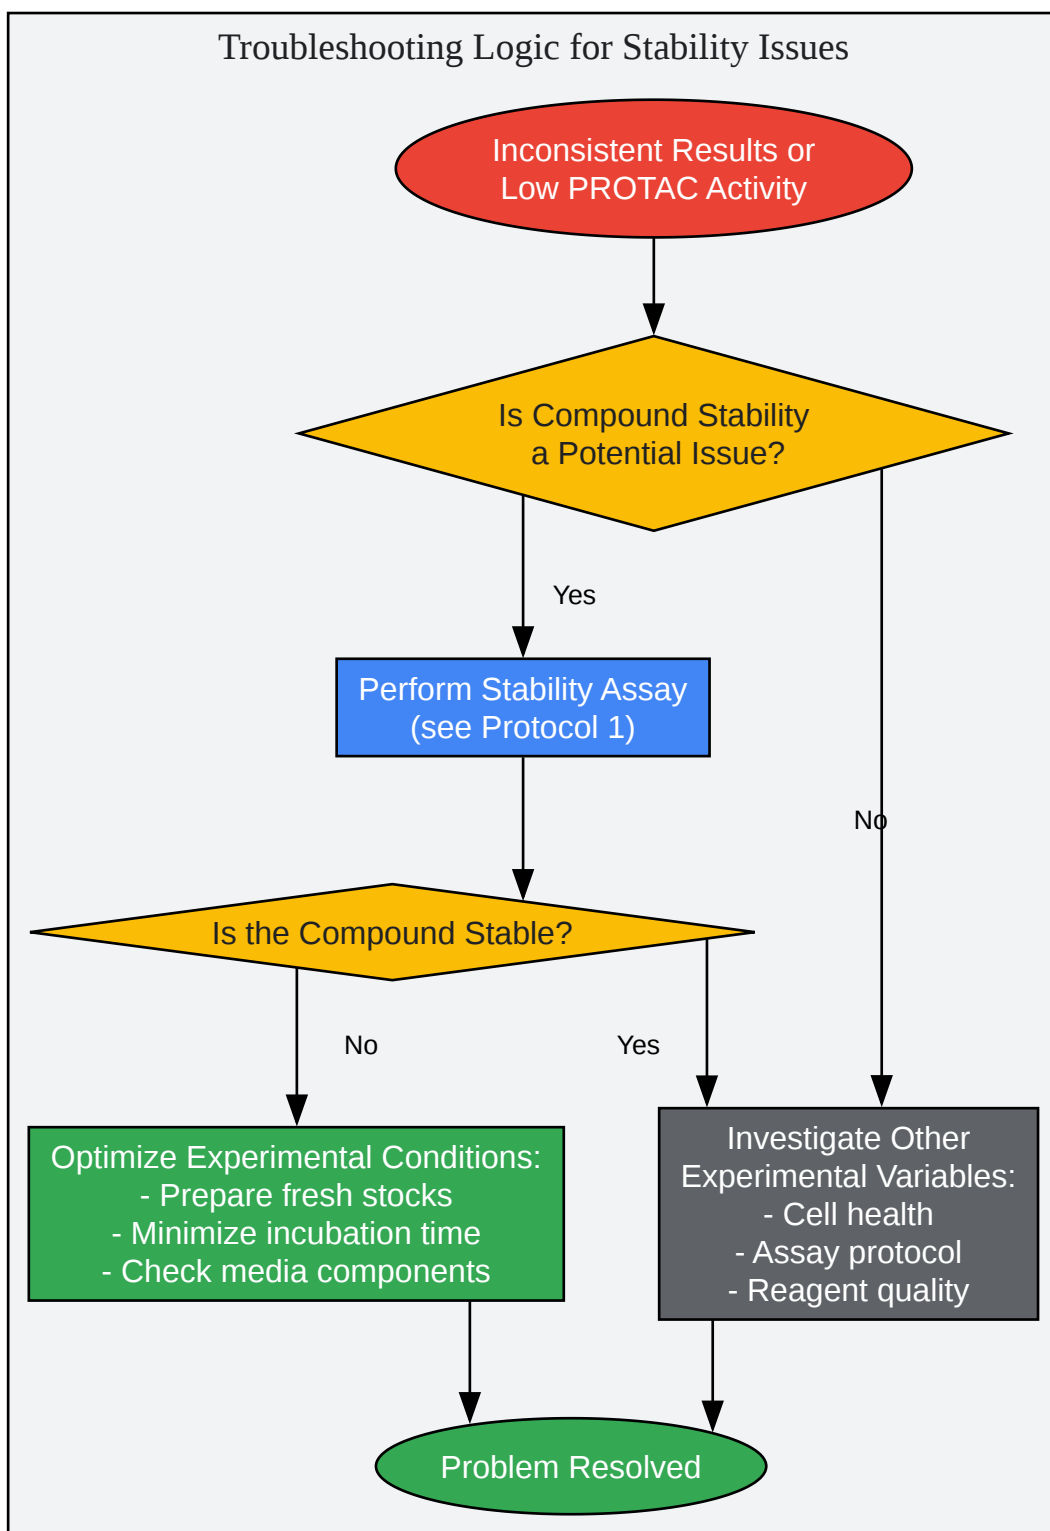 Troubleshooting Logic for Stability Issues
Inconsistent Results or
Low PROTAC Activity
Is Compound Stability
a Potential Issue?
Yes
Perform Stability Assay
(see Protocol 1)
No
Is the Compound Stable?
No
Yes
Optimize Experimental Conditions:
- Prepare fresh stocks
- Minimize incubation time
- Check media components
Investigate Other
Experimental Variables:
- Cell health
- Assay protocol
- Reagent quality
Problem Resolved